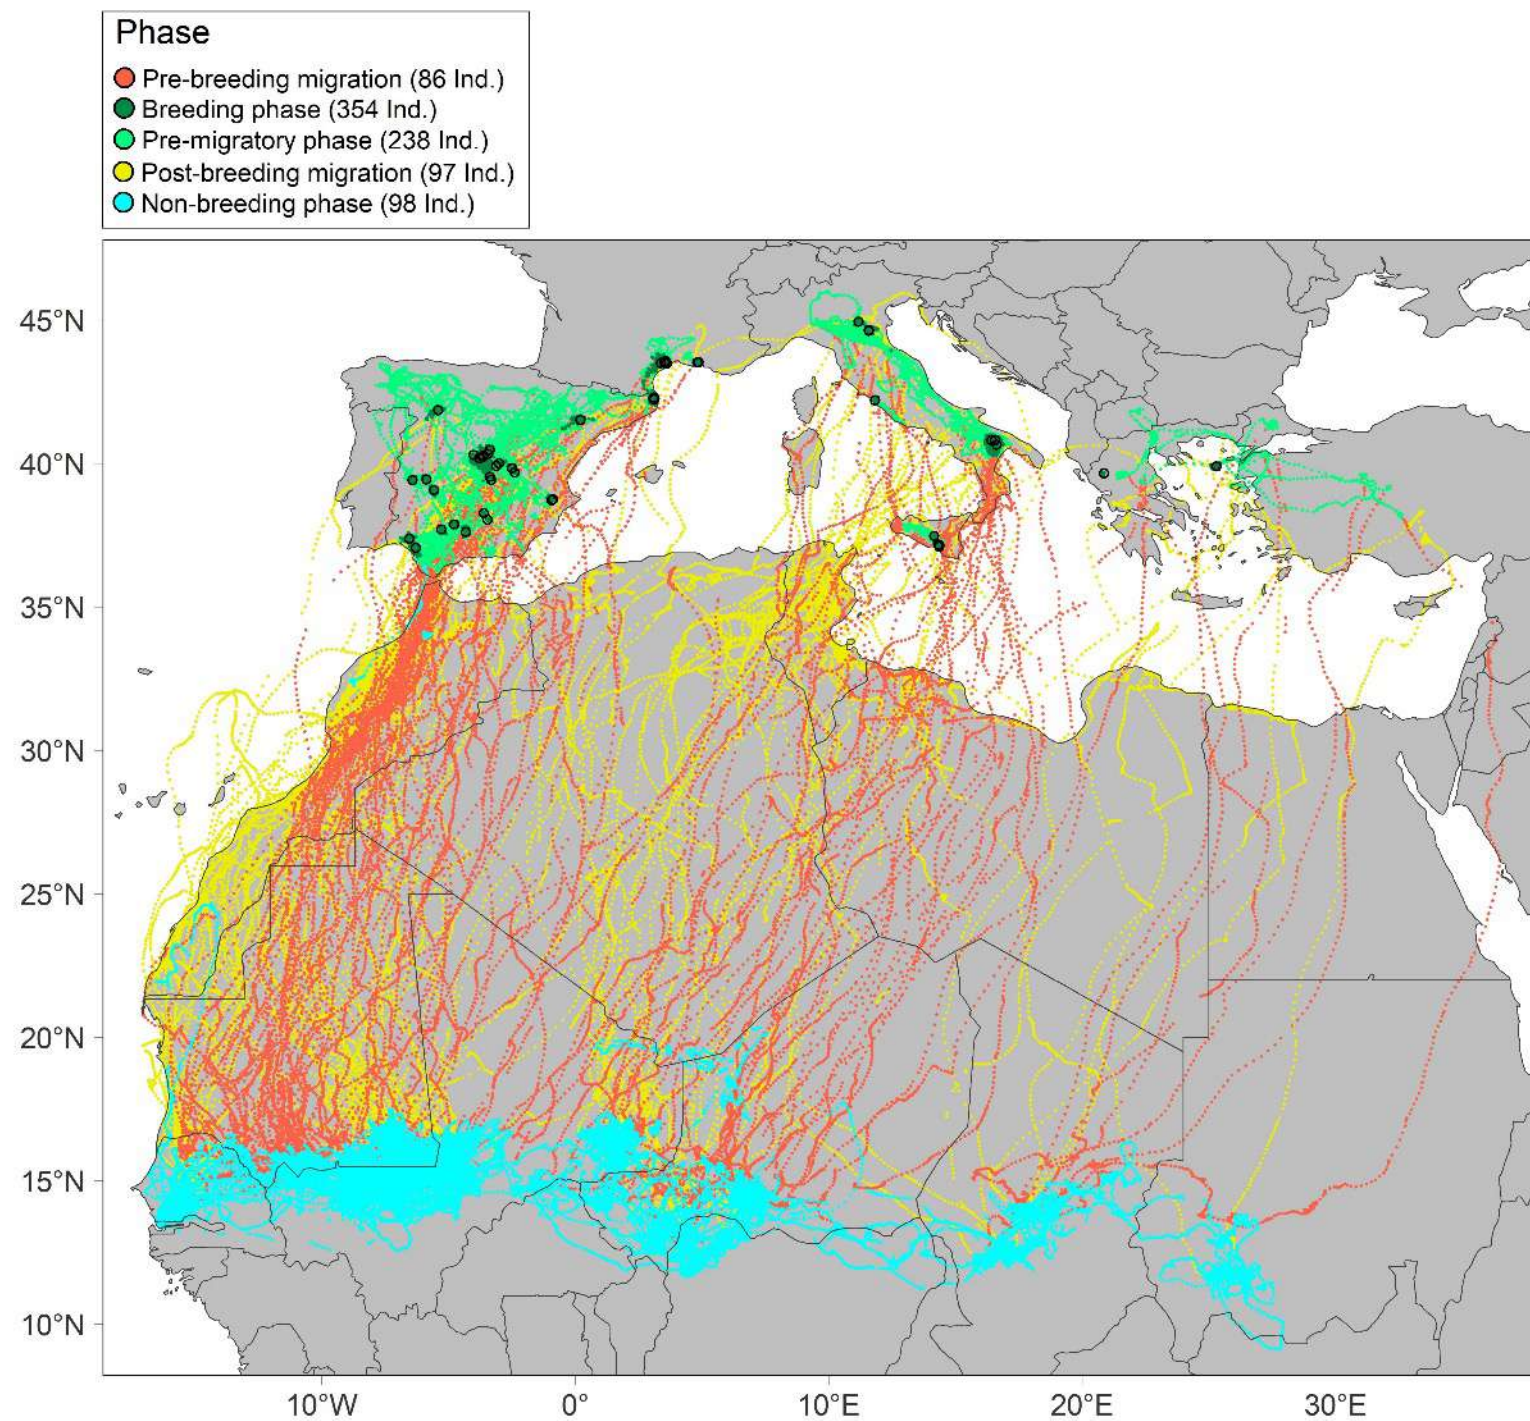 Phase
Pre-breeding migration (86 Ind.)
Breeding phase (354 Ind.)
Pre-migratory phase (238 Ind.)
Post-breeding migration (97 Ind.)
Non-breeding phase (98 Ind.)
45°N
40°N
35°N
30°N
25°N
20°N
15°N
10°N
10°W
0°
10°E
20°E
30°E